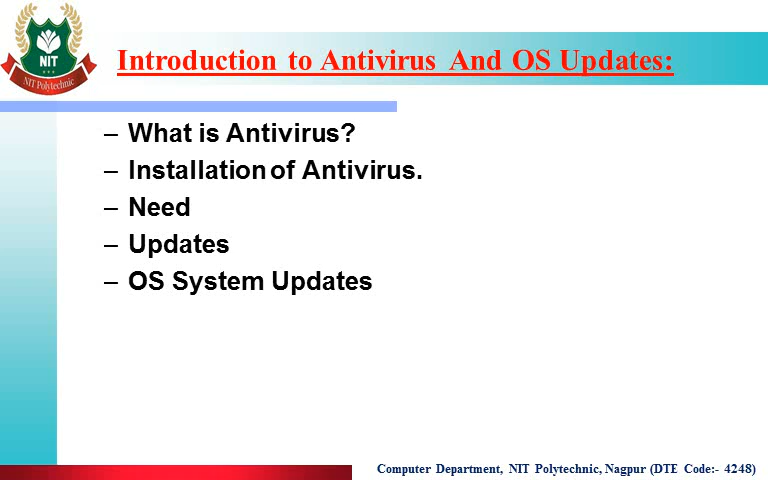 NIT
NIT Polytechnic
Introduction to Antivirus And OS Updates:
– What is Antivirus?
– Installation of Antivirus.
– Need
– Updates
– OS System Updates
Computer Department, NIT Polytechnic, Nagpur (DTE Code:- 4248)